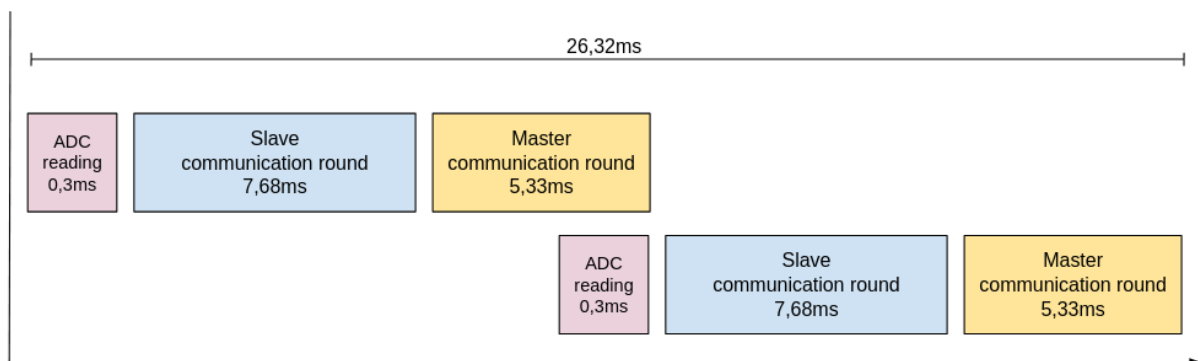 26,32ms
ADC
reading
0,3ms
Slave
communication round
7,68ms
Master
communication round
5,33ms
ADC
reading
0,3ms
Slave
communication round
7,68ms
Master
communication round
5,33ms